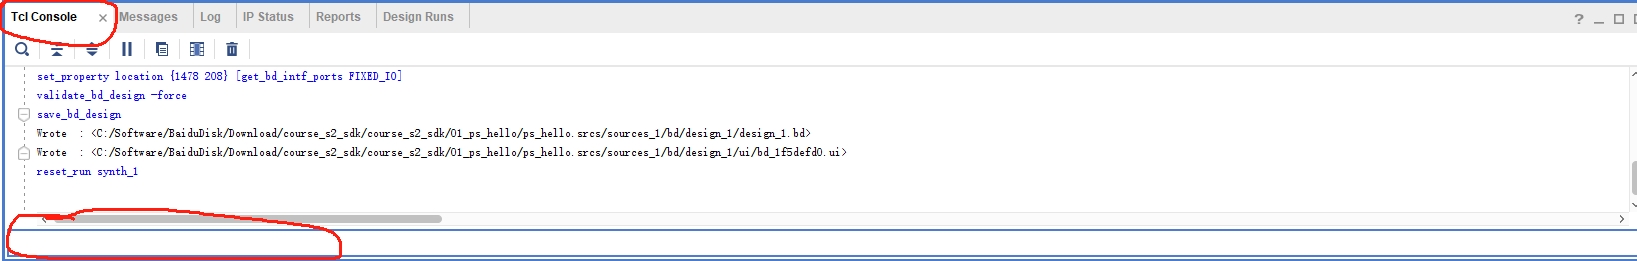 Tcl Console × Messages Log IP Status Reports Design Runs ? _
set_property location {1478 208} [get_bd_intf_ports FIXED_IO]
validate_bd_design -force
save_bd_design
Wrote  : <C:/Software/BaiduDisk/Download/course_s2_sdk/course_s2_sdk/01_ps_hello/ps_hello.srcs/sources_1/bd/design_1/design_1.bd>
Wrote  : <C:/Software/BaiduDisk/Download/course_s2_sdk/course_s2_sdk/01_ps_hello/ps_hello.srcs/sources_1/bd/design_1/ui/bd_1f5defd0.ui>
reset_run synth_1